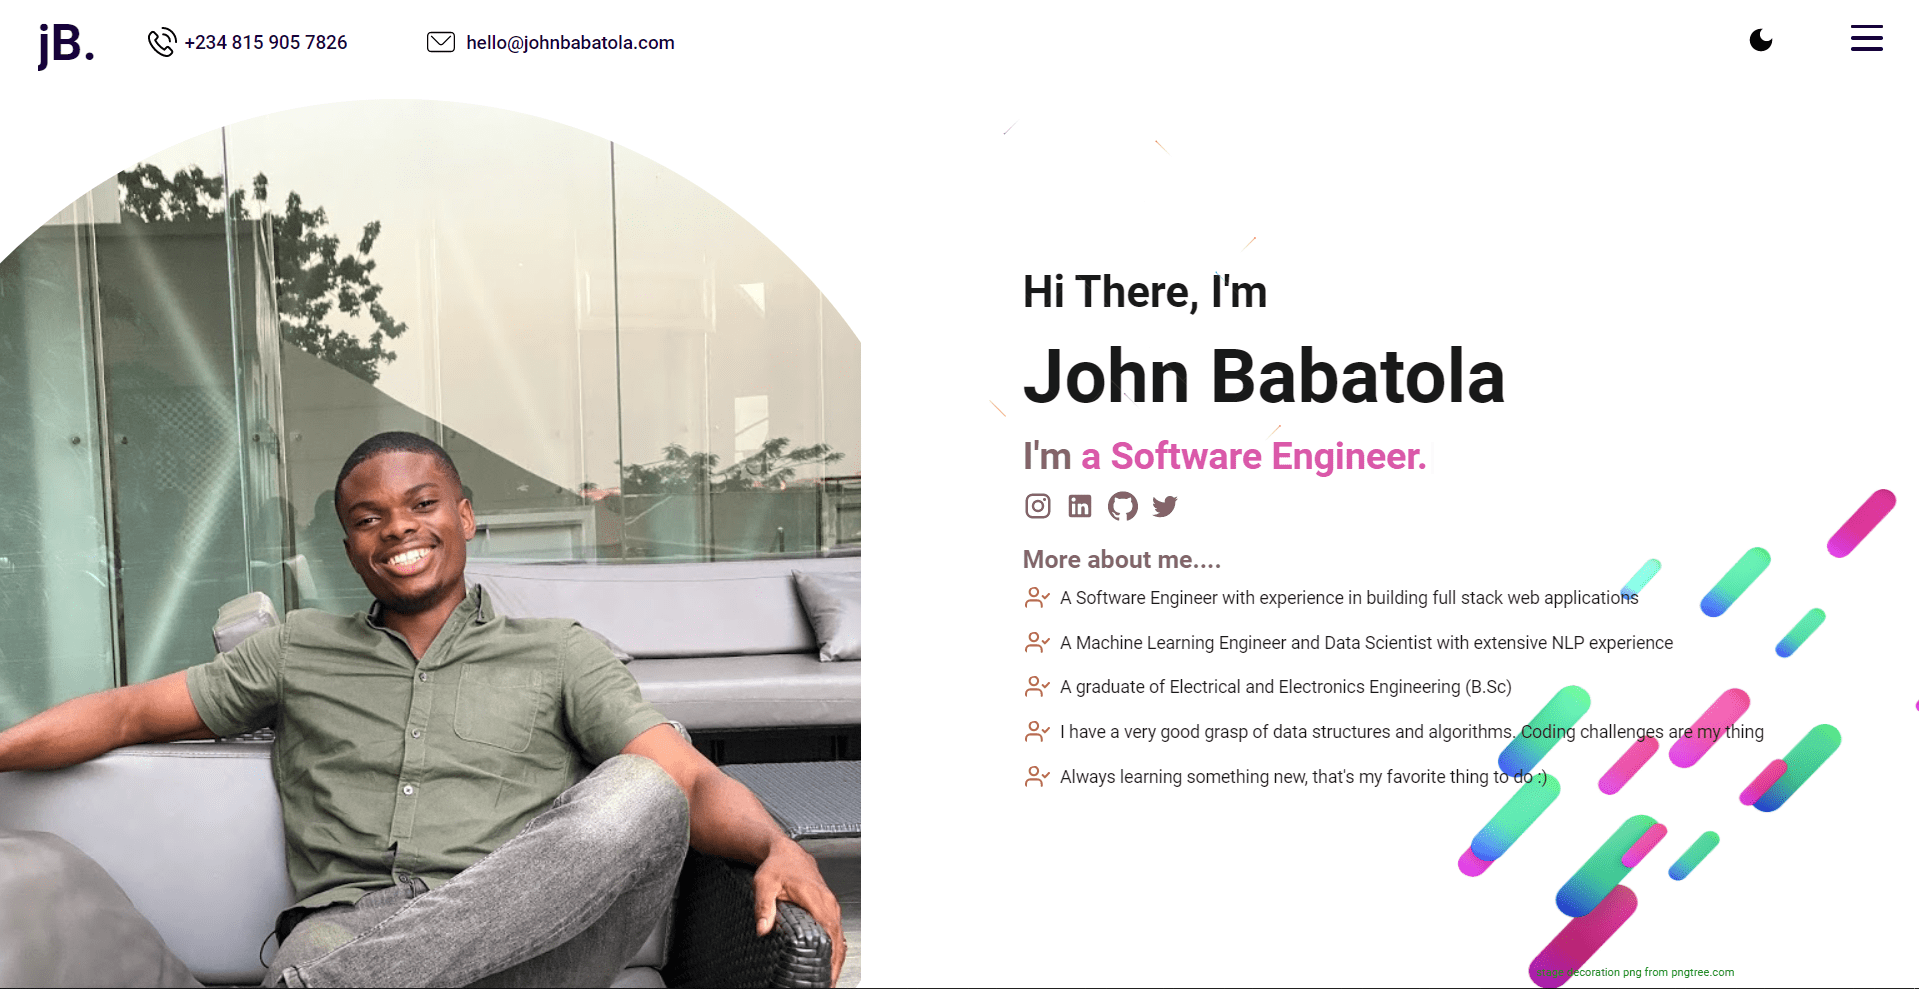 jB.
+234 815 905 7826
hello@johnbabatola.com
Hi There, I'm
John Babatola
I'm a Software Engineer.
More about me....
A Software Engineer with experience in building full stack web applications
A Machine Learning Engineer and Data Scientist with extensive NLP experience
A graduate of Electrical and Electronics Engineering (B.Sc)
I have a very good grasp of data structures and algorithms. Coding challenges are my thing
Always learning something new, that's my favorite thing to do :)
decoration png from pngtree.com